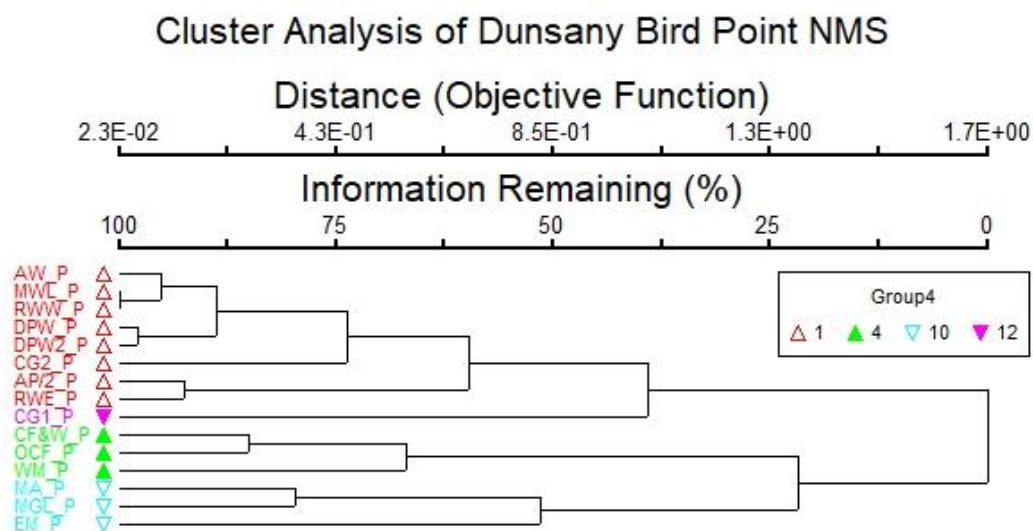 Cluster Analysis of Dunsany Bird Point NMS
Distance (Objective Function)
2.3E-02 4.3E-01 8.5E-01 1.3E+00 1.7E+00
Information Remaining (%)
100 75 50 25 0
AW_P
MWL_P
RWW_P
DPW_P
DPW2_P
CG2_P
AP/2_P
RWE_P
CG1_P
CF&W_P
OCF_P
WM_P
MA_P
MGL_P
EM_P
Group4
1 4 10 12